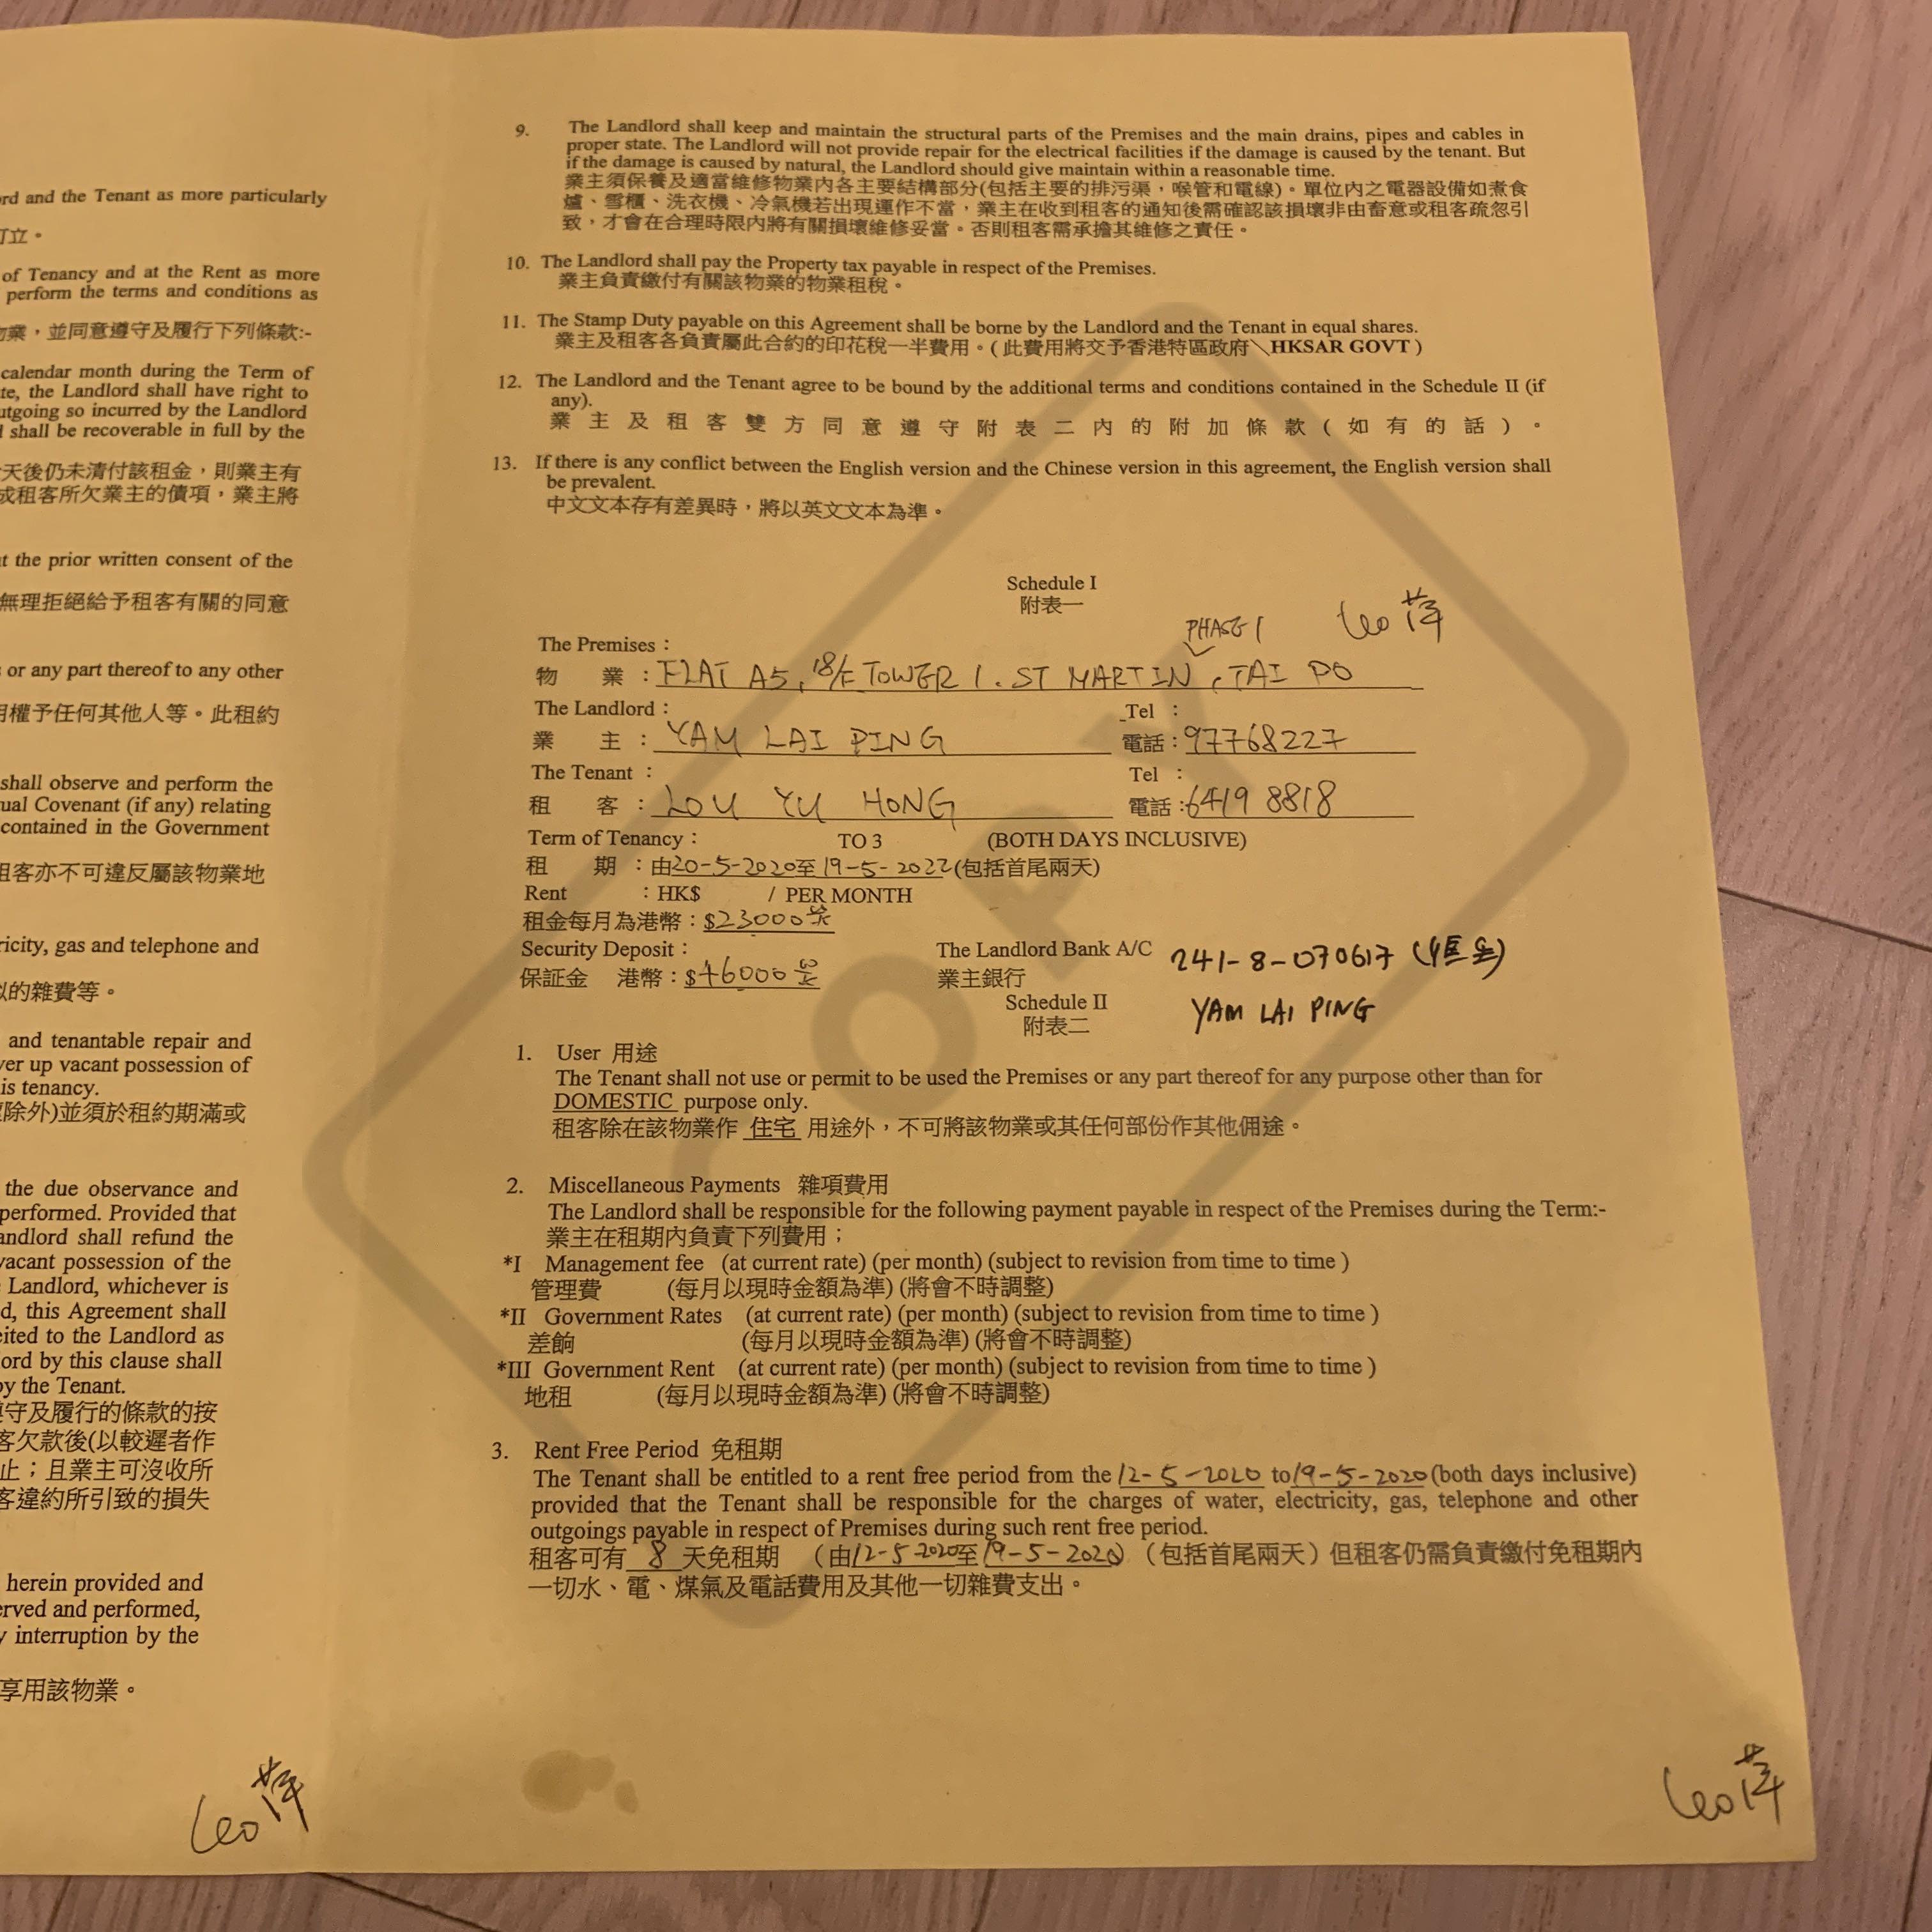 ord and the Tenant as more particularly
訂立。
of Tenancy and at the Rent as more
perform the terms and conditions as
物業，並同意遵守及履行下列條款:-
calendar month during the Term of
te, the Landlord shall have right to
utgoing so incurred by the Landlord
shall be recoverable in full by the
天後仍未清付該租金，則業主有
成租客所欠業主的債項，業主將
t the prior written consent of the
無理拒絕給予租客有關的同意
or any part thereof to any other
用權予任何其他人等。此租約
shall observe and perform the
ual Covenant (if any) relating
contained in the Government
租客亦不可違反屬該物業地
ricity, gas and telephone and
以的雜費等。
and tenantable repair and
ver up vacant possession of
is tenancy.
除外)並須於租約期滿或
the due observance and
performed. Provided that
andlord shall refund the
vacant possession of the
Landlord, whichever is
d, this Agreement shall
eited to the Landlord as
ord by this clause shall
by the Tenant.
遵守及履行的條款的按
客欠款後(以較遲者作
止；且業主可沒收所
客違約所引致的損失
herein provided and
erved and performed,
y interruption by the
享用該物業。
Leo 萍
9. The Landlord shall keep and maintain the structural parts of the Premises and the main drains, pipes and cables in
proper state. The Landlord will not provide repair for the electrical facilities if the damage is caused by the tenant. But
if the damage is caused by natural, the Landlord should give maintain within a reasonable time.
業主須保養及適當維修物業內各主要結構部分(包括主要的排污渠，喉管和電線)。單位內之電器設備如煮食
爐、雪櫃、洗衣機、冷氣機若出現運作不當，業主在收到租客的通知後需確認該損壞非由畜意或租客疏忽引
致，才會在合理時限內將有關損壞維修妥當。否則租客需承擔其維修之責任。
10. The Landlord shall pay the Property tax payable in respect of the Premises.
業主負責繳付有關該物業的物業租稅。
11. The Stamp Duty payable on this Agreement shall be borne by the Landlord and the Tenant in equal shares.
業主及租客各負責屬此合約的印花稅一半費用。( 此費用將交予香港特區政府\HKSAR GOVT )
12. The Landlord and the Tenant agree to be bound by the additional terms and conditions contained in the Schedule II (if
any).
業主及租客雙方同意遵守附表二內的附加條款(如有的話)。
13. If there is any conflict between the English version and the Chinese version in this agreement, the English version shall
be prevalent.
中文文本存有差異時，將以英文文本為準。
Schedule I
附表一
PHASE 1 Leo 萍
The Premises：
物 業：FLAT A5, 18/F TOWER 1. ST MARTIN, TAI PO
The Landlord： Tel ：
業 主：YAM LAI PING 電話：97768227
The Tenant ： Tel ：
租 客：LOU YU HONG 電話：6419 8818
Term of Tenancy： TO 3 (BOTH DAYS INCLUSIVE)
租 期：由20-5-2020至19-5-2022(包括首尾兩天)
Rent ：HK$ / PER MONTH
租金每月為港幣：$23000
Security Deposit： The Landlord Bank A/C 241-8-070617
保証金 港幣：$46000 業主銀行
Schedule II YAM LAI PING
附表二
COPY
1. User 用途
The Tenant shall not use or permit to be used the Premises or any part thereof for any purpose other than for
DOMESTIC purpose only.
租客除在該物業作 住宅 用途外，不可將該物業或其任何部份作其他佣途。
2. Miscellaneous Payments 雜項費用
The Landlord shall be responsible for the following payment payable in respect of the Premises during the Term:-
業主在租期內負責下列費用；
*I Management fee (at current rate) (per month) (subject to revision from time to time )
管理費 (每月以現時金額為準) (將會不時調整)
*II Government Rates (at current rate) (per month) (subject to revision from time to time )
差餉 (每月以現時金額為準) (將會不時調整)
*III Government Rent (at current rate) (per month) (subject to revision from time to time )
地租 (每月以現時金額為準) (將會不時調整)
3. Rent Free Period 免租期
The Tenant shall be entitled to a rent free period from the 12-5-2020 to 19-5-2020 (both days inclusive)
provided that the Tenant shall be responsible for the charges of water, electricity, gas, telephone and other
outgoings payable in respect of Premises during such rent free period.
租客可有 8 天免租期 （由12-5-2020至19-5-2020）（包括首尾兩天）但租客仍需負責繳付免租期內
一切水、電、煤氣及電話費用及其他一切雜費支出。
Leo 萍